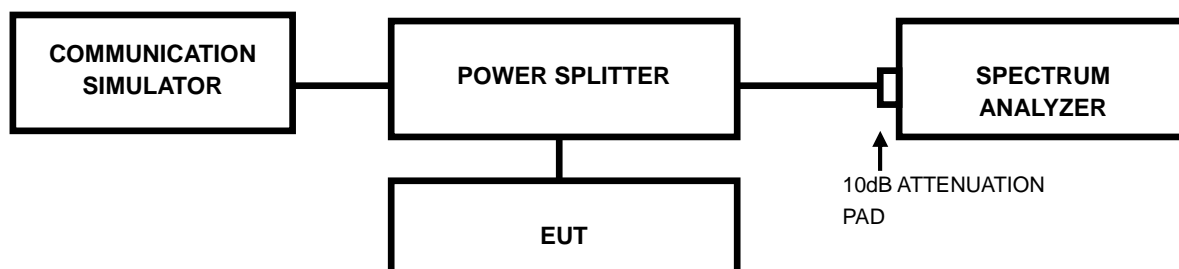 COMMUNICATION
SIMULATOR
POWER SPLITTER
SPECTRUM
ANALYZER
10dB ATTENUATION
PAD
EUT